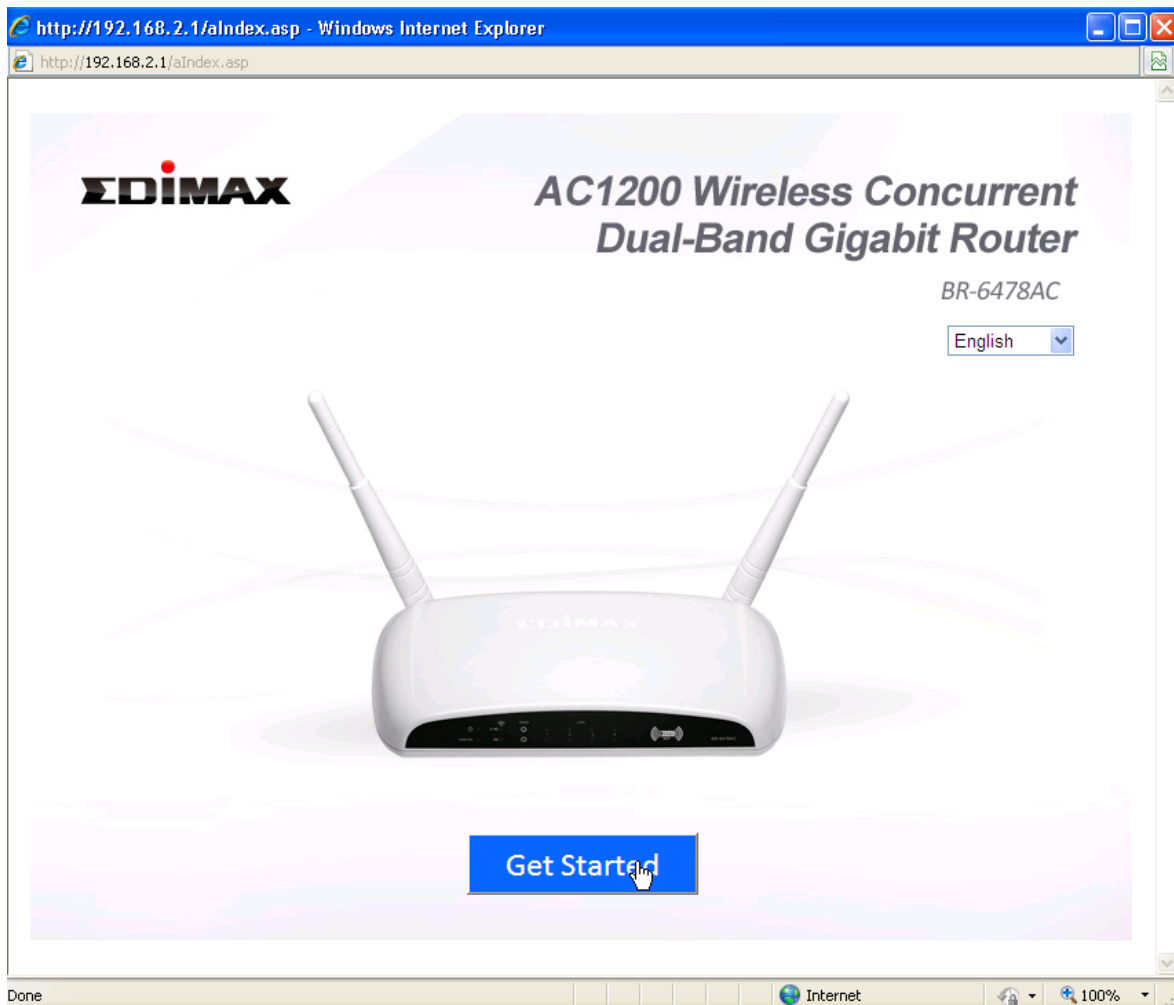 http://192.168.2.1/aIndex.asp - Windows Internet Explorer
http://192.168.2.1/aIndex.asp
EDIMAX
AC1200 Wireless Concurrent
Dual-Band Gigabit Router
BR-6478AC
English
EDIMAX
Get Started
Done
Internet
100%